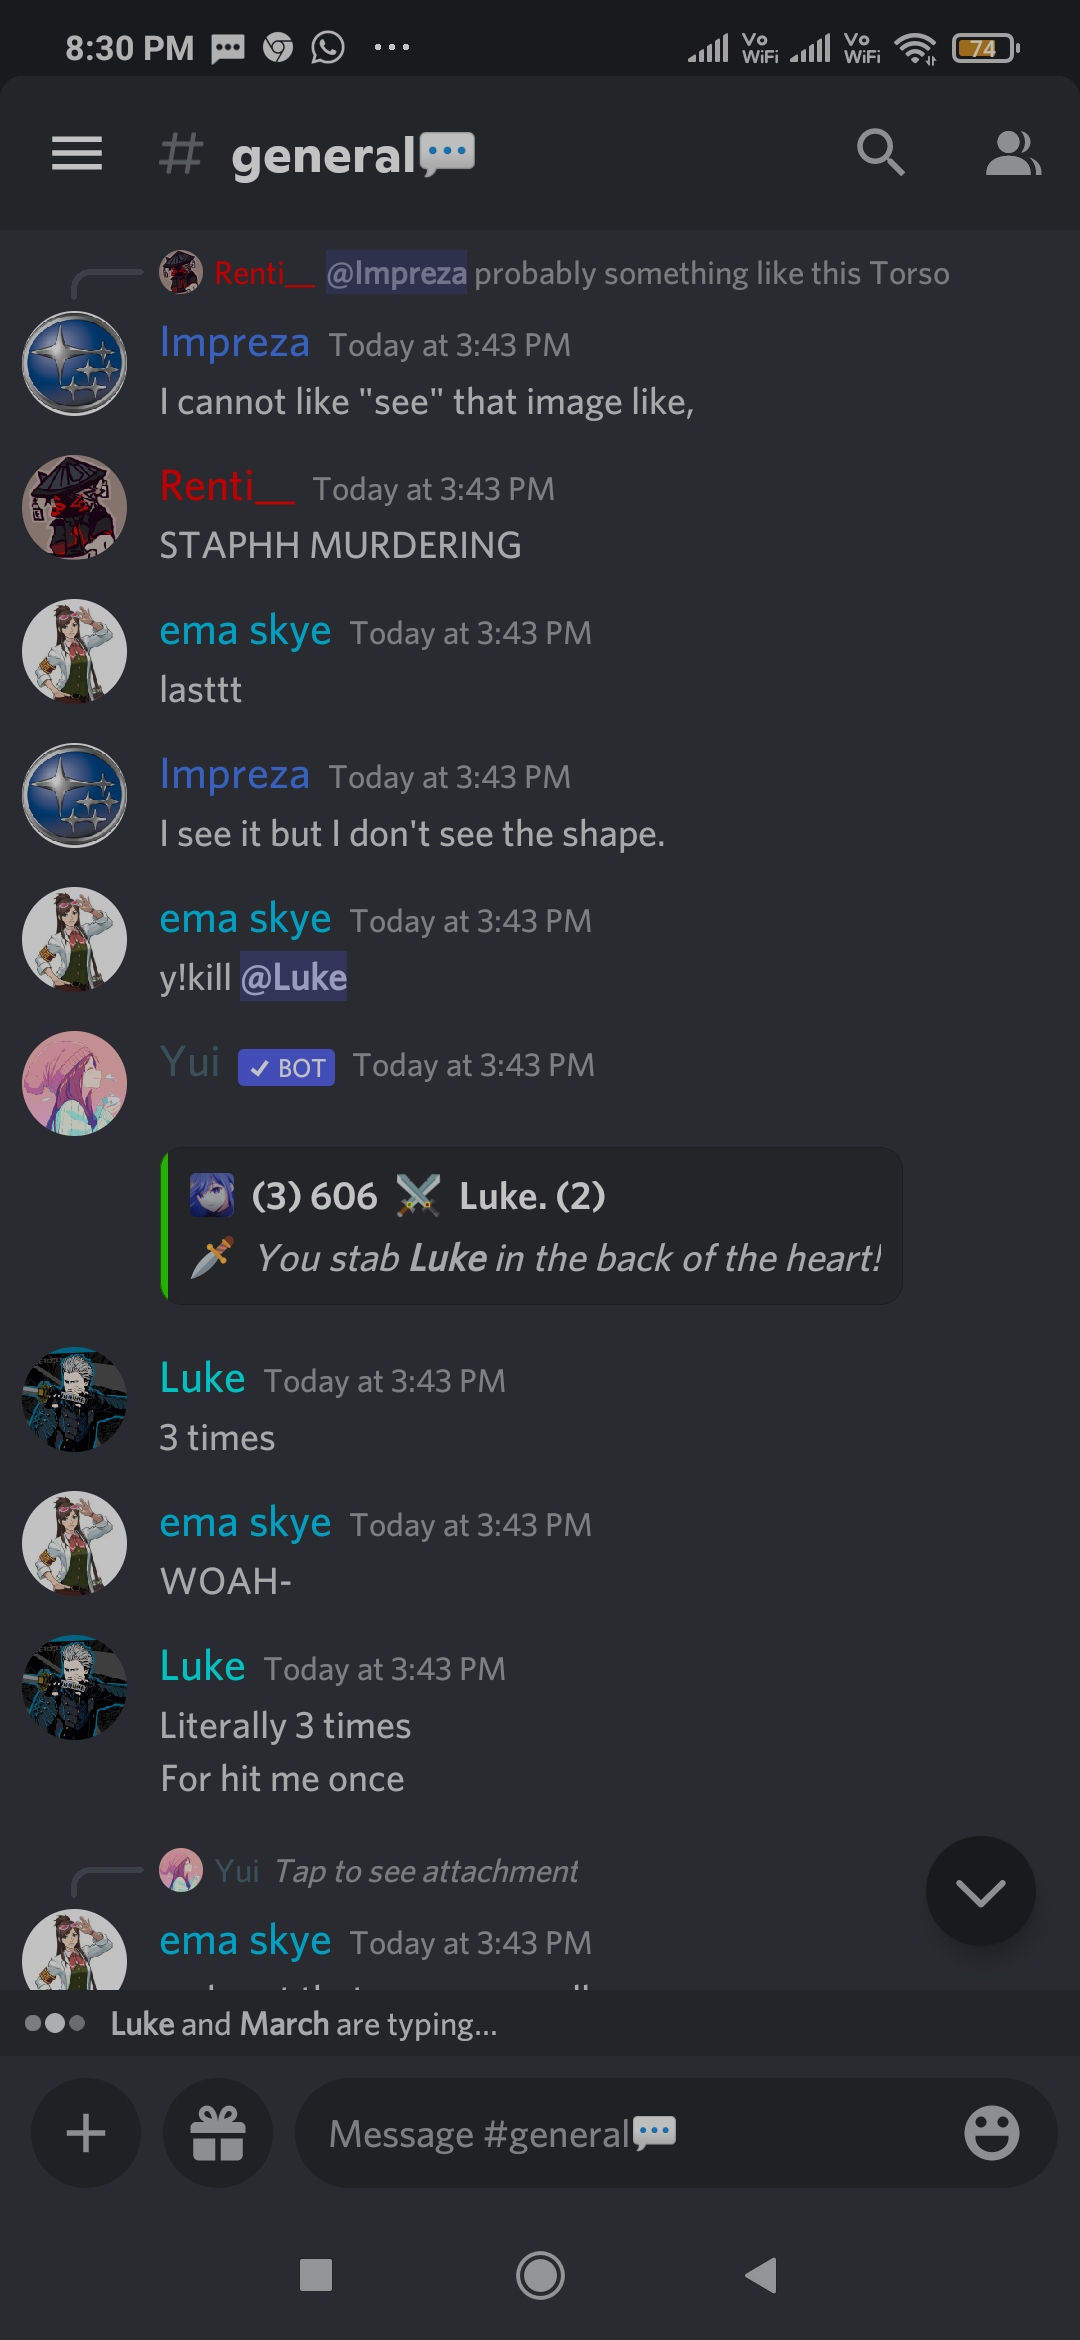 8:30 PM
Vo WiFi
Vo WiFi
74
# general
Renti__ @Impreza probably something like this Torso
Impreza Today at 3:43 PM
I cannot like "see" that image like,
Renti__ Today at 3:43 PM
STAPHH MURDERING
ema skye Today at 3:43 PM
lasttt
Impreza Today at 3:43 PM
I see it but I don't see the shape.
ema skye Today at 3:43 PM
y!kill @Luke
Yui BOT Today at 3:43 PM
(3) 606 Luke. (2)
You stab Luke in the back of the heart!
Luke Today at 3:43 PM
3 times
ema skye Today at 3:43 PM
WOAH-
Luke Today at 3:43 PM
Literally 3 times
For hit me once
Yui Tap to see attachment
ema skye Today at 3:43 PM
Luke and March are typing...
Message #general